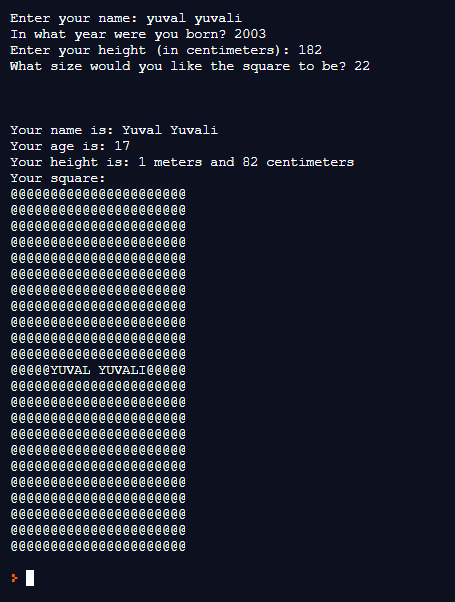 Enter your name: yuval yuvali
In what year were you born? 2003
Enter your height (in centimeters): 182
What size would you like the square to be? 22
Your name is: Yuval Yuvali
Your age is: 17
Your height is: 1 meters and 82 centimeters
Your square:
@@@@@@@@@@@@@@@@@@@@@@
@@@@@@@@@@@@@@@@@@@@@@
@@@@@@@@@@@@@@@@@@@@@@
@@@@@@@@@@@@@@@@@@@@@@
@@@@@@@@@@@@@@@@@@@@@@
@@@@@@@@@@@@@@@@@@@@@@
@@@@@@@@@@@@@@@@@@@@@@
@@@@@@@@@@@@@@@@@@@@@@
@@@@@@@@@@@@@@@@@@@@@@
@@@@@@@@@@@@@@@@@@@@@@
@@@@@@@@@@@@@@@@@@@@@@
@@@@@YUVAL YUVALI@@@@@
@@@@@@@@@@@@@@@@@@@@@@
@@@@@@@@@@@@@@@@@@@@@@
@@@@@@@@@@@@@@@@@@@@@@
@@@@@@@@@@@@@@@@@@@@@@
@@@@@@@@@@@@@@@@@@@@@@
@@@@@@@@@@@@@@@@@@@@@@
@@@@@@@@@@@@@@@@@@@@@@
@@@@@@@@@@@@@@@@@@@@@@
@@@@@@@@@@@@@@@@@@@@@@
@@@@@@@@@@@@@@@@@@@@@@
@@@@@@@@@@@@@@@@@@@@@@
>